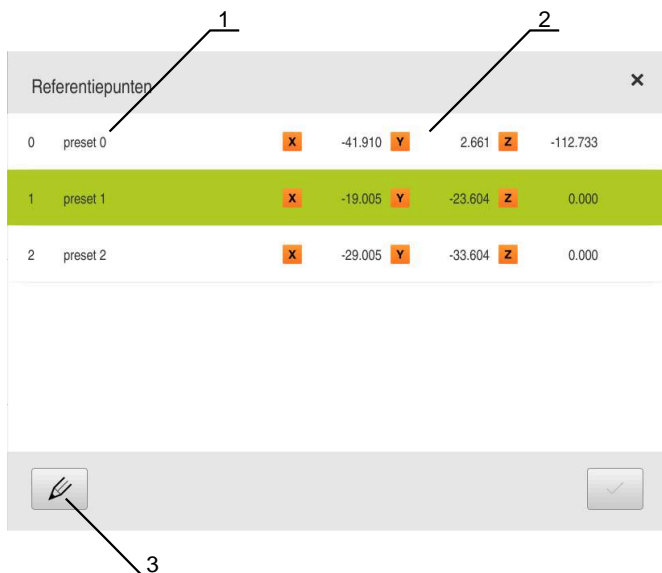 1 2
Referentiepunten
0 preset 0 X -41.910 Y 2.661 Z -112.733
1 preset 1 X -19.005 Y -23.604 Z 0.000
2 preset 2 X -29.005 Y -33.604 Z 0.000
3